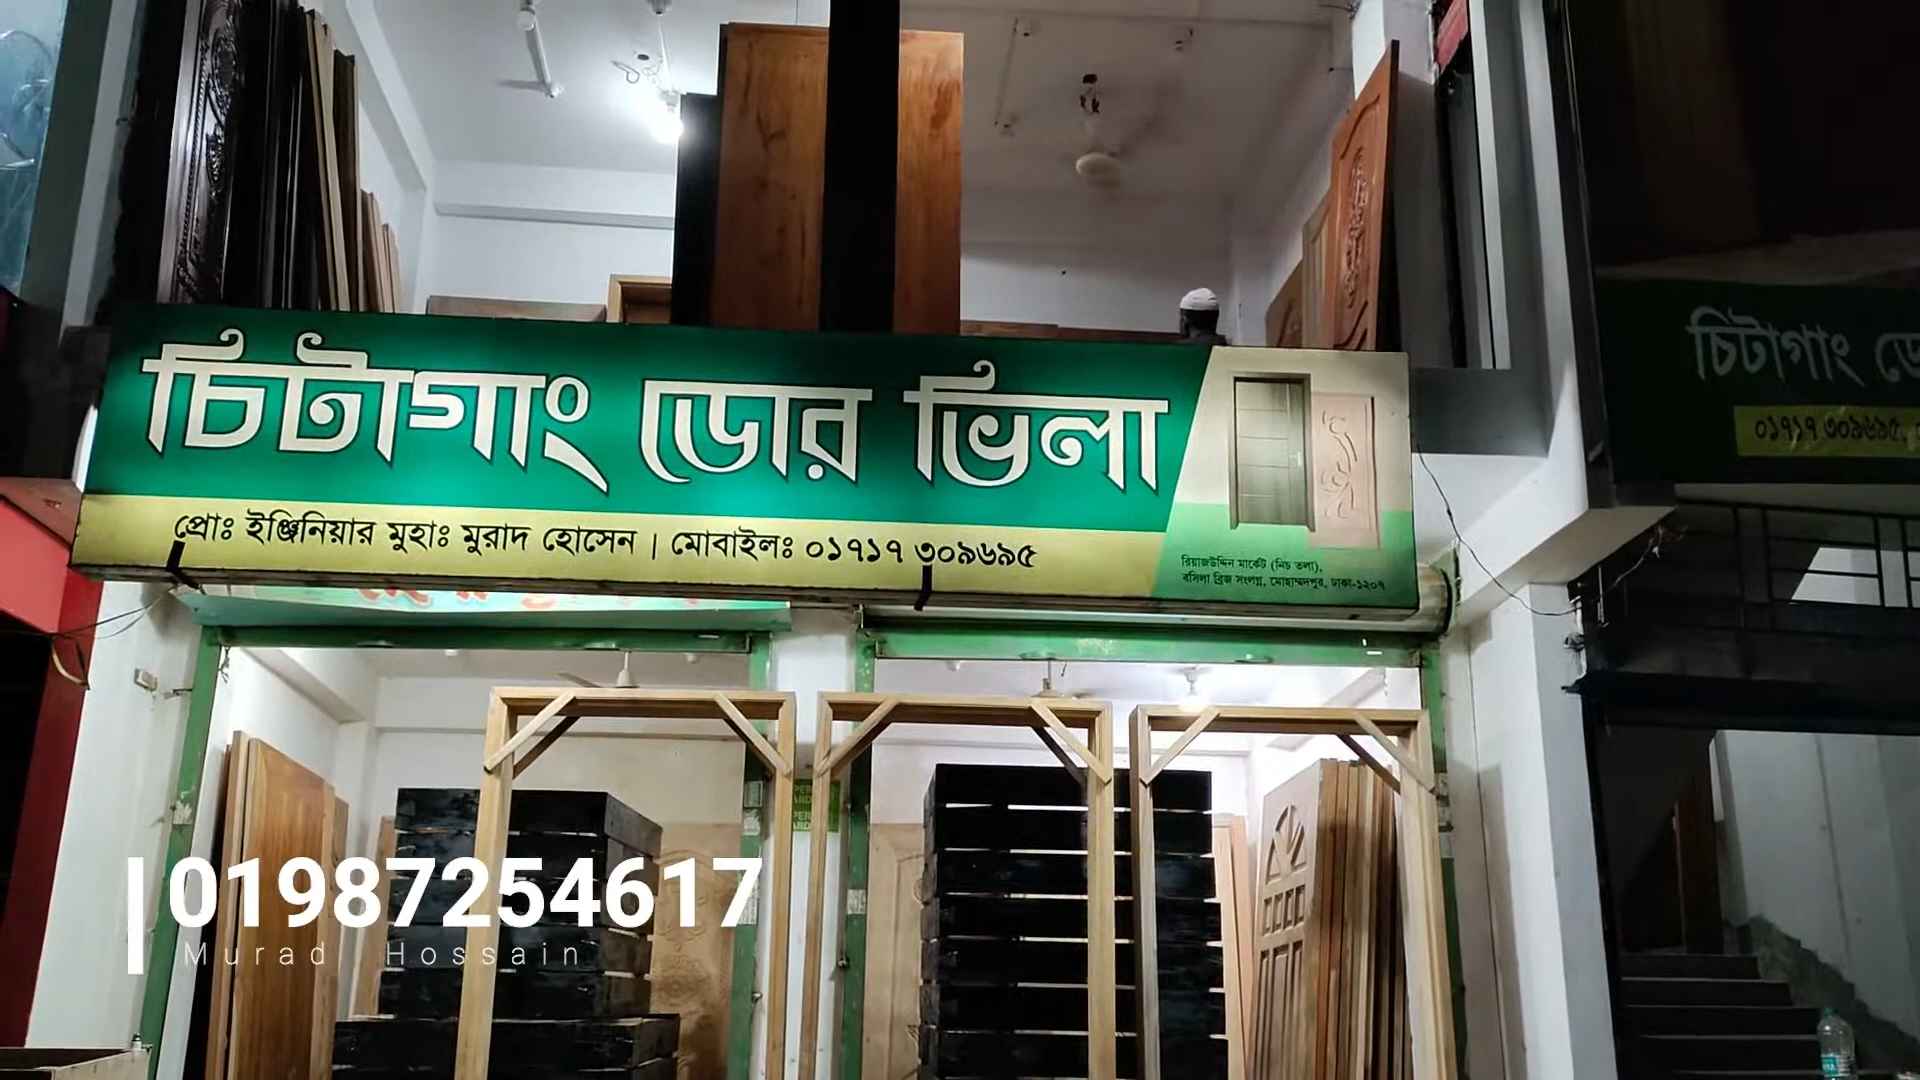 চিটাগাং ডোর ভিলা
প্রোঃ ইঞ্জিনিয়ার মুহাঃ মুরাদ হোসেন | মোবাইলঃ ০১৭১৭ ৩০৯৬৯৫
রিয়াজউদ্দিন মার্কেট (নিচ তলা),
বসিলা ব্রিজ সংলগ্ন, মোহাম্মদপুর, ঢাকা-১২০৭
চিটাগাং
০১৭১৭ ৩০৯৬৯৫,
01987254617
Murad Hossain